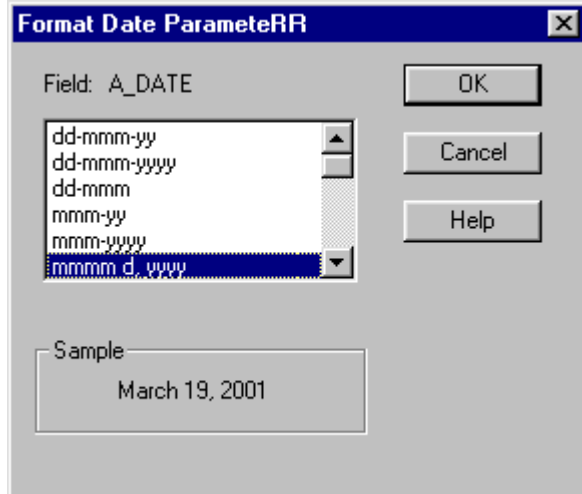 Format Date ParameteRR
Field: A_DATE
OK
dd-mmm-yy
dd-mmm-yyyy
dd-mmm
mmm-yy
mmm-yyyy
mmmm d, yyyy
Cancel
Help
Sample
March 19, 2001